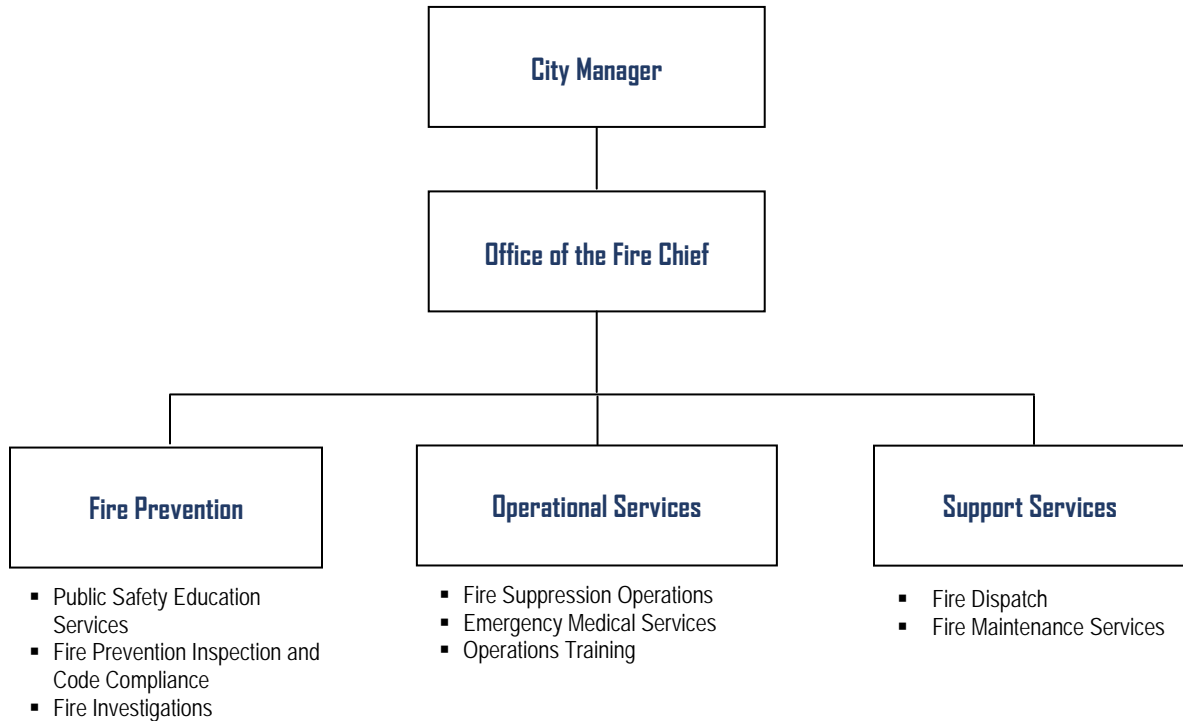 City Manager
Office of the Fire Chief
Fire Prevention
▪ Public Safety Education
Services
▪ Fire Prevention Inspection and
Code Compliance
▪ Fire Investigations
Operational Services
▪ Fire Suppression Operations
▪ Emergency Medical Services
▪ Operations Training
Support Services
▪ Fire Dispatch
▪ Fire Maintenance Services